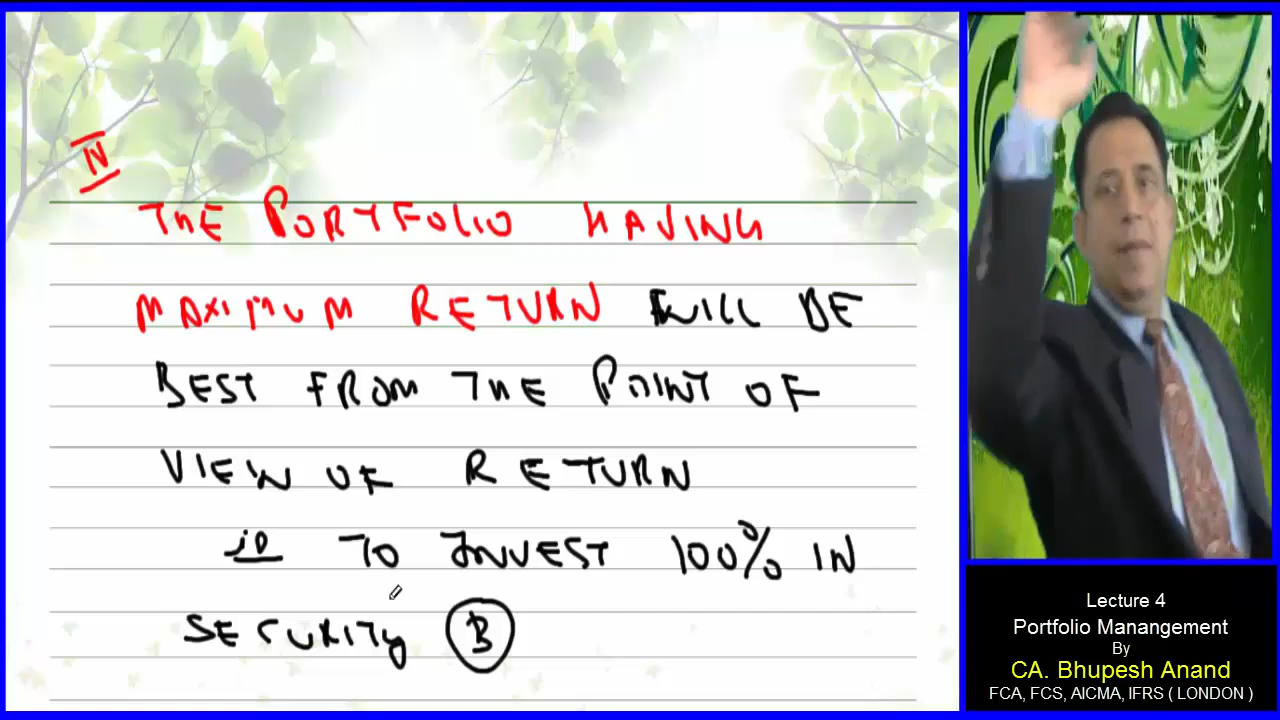 IV
THE PORTFOLIO HAVING
MAXIMUM RETURN WILL BE
BEST FROM THE POINT OF
VIEW OF RETURN
ie TO INVEST 100% IN
SECURITY B
Lecture 4
Portfolio Manangement
By
CA. Bhupesh Anand
FCA, FCS, AICMA, IFRS ( LONDON )